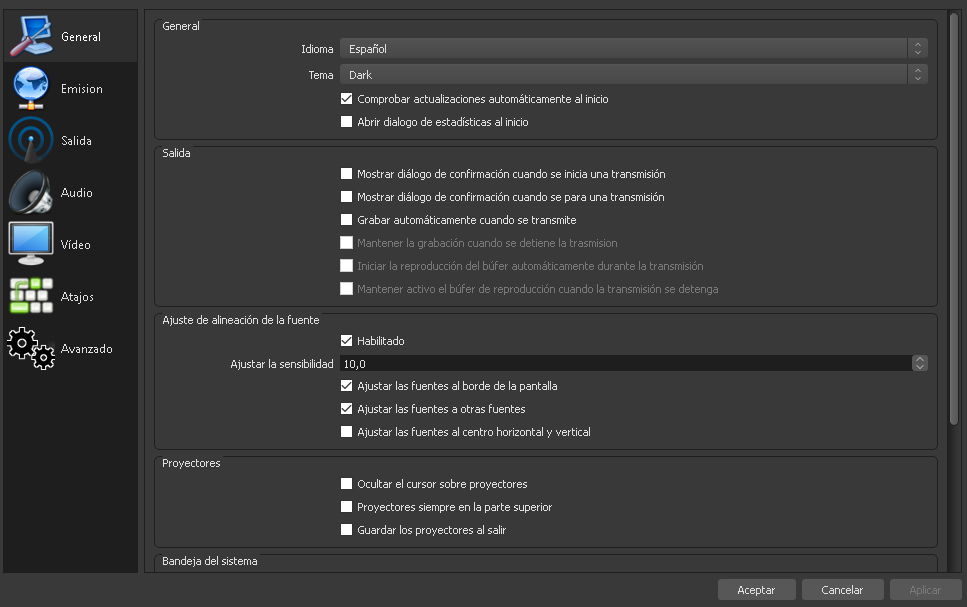 General
Emision
Salida
Audio
Vídeo
Atajos
Avanzado
General
Idioma Español
Tema Dark
Comprobar actualizaciones automáticamente al inicio
Abrir dialogo de estadísticas al inicio
Salida
Mostrar diálogo de confirmación cuando se inicia una transmisión
Mostrar diálogo de confirmación cuando se para una transmisión
Grabar automáticamente cuando se transmite
Mantener la grabación cuando se detiene la trasmision
Iniciar la reproducción del búfer automáticamente durante la transmisión
Mantener activo el búfer de reproducción cuando la transmisión se detenga
Ajuste de alineación de la fuente
Habilitado
Ajustar la sensibilidad 10,0
Ajustar las fuentes al borde de la pantalla
Ajustar las fuentes a otras fuentes
Ajustar las fuentes al centro horizontal y vertical
Proyectores
Ocultar el cursor sobre proyectores
Proyectores siempre en la parte superior
Guardar los proyectores al salir
Bandeja del sistema
Aceptar Cancelar Aplicar